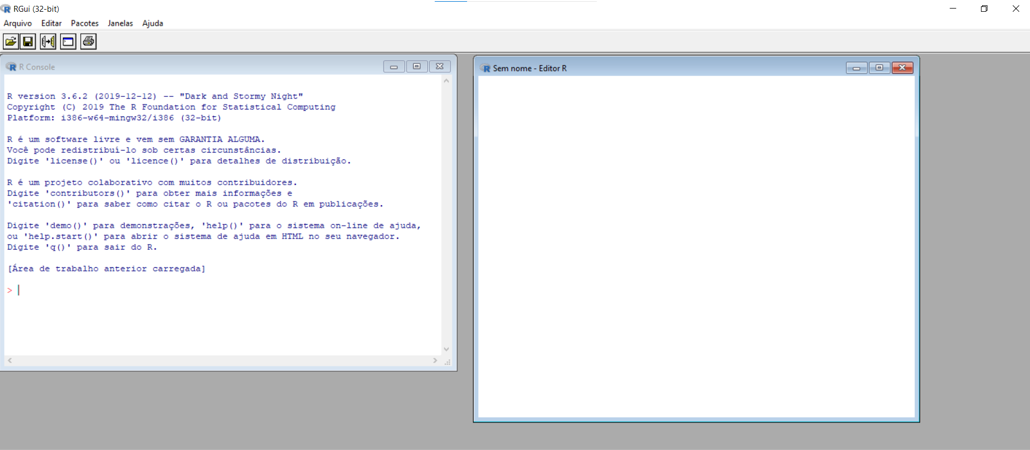 RGui (32-bit)
Arquivo Editar Pacotes Janelas Ajuda
R Console
R version 3.6.2 (2019-12-12) -- "Dark and Stormy Night"
Copyright (C) 2019 The R Foundation for Statistical Computing
Platform: i386-w64-mingw32/i386 (32-bit)
R é um software livre e vem sem GARANTIA ALGUMA.
Você pode redistribuí-lo sob certas circunstâncias.
Digite 'license()' ou 'licence()' para detalhes de distribuição.
R é um projeto colaborativo com muitos contribuidores.
Digite 'contributors()' para obter mais informações e
'citation()' para saber como citar o R ou pacotes do R em publicações.
Digite 'demo()' para demonstrações, 'help()' para o sistema on-line de ajuda,
ou 'help.start()' para abrir o sistema de ajuda em HTML no seu navegador.
Digite 'q()' para sair do R.
[Área de trabalho anterior carregada]
>
Sem nome - Editor R